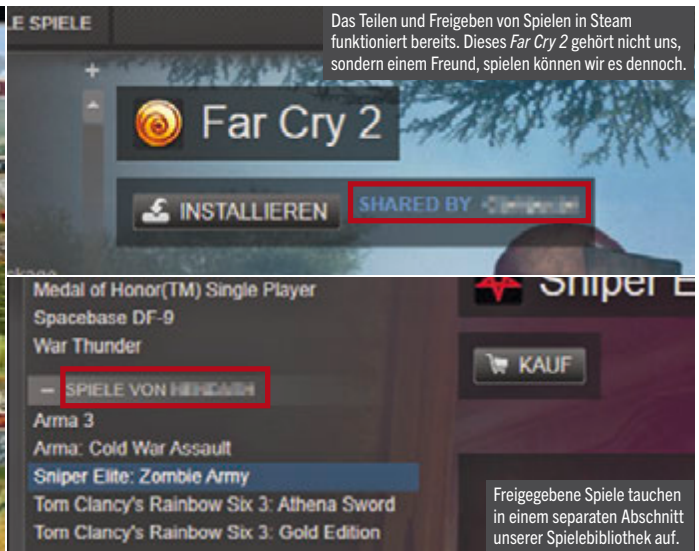 LE SPIELE
Das Teilen und Freigeben von Spielen in Steam
funktioniert bereits. Dieses Far Cry 2 gehört nicht uns,
sondern einem Freund, spielen können wir es dennoch.
+
Far Cry 2
INSTALLIEREN
SHARED BY
Medal of Honor(TM) Single Player
Spacebase DF-9
War Thunder
– SPIELE VON
Arma 3
Arma: Cold War Assault
Sniper Elite: Zombie Army
Tom Clancy's Rainbow Six 3: Athena Sword
Tom Clancy's Rainbow Six 3: Gold Edition
Sniper E
KAUF
Freigegebene Spiele tauchen
in einem separaten Abschnitt
unserer Spielebibliothek auf.